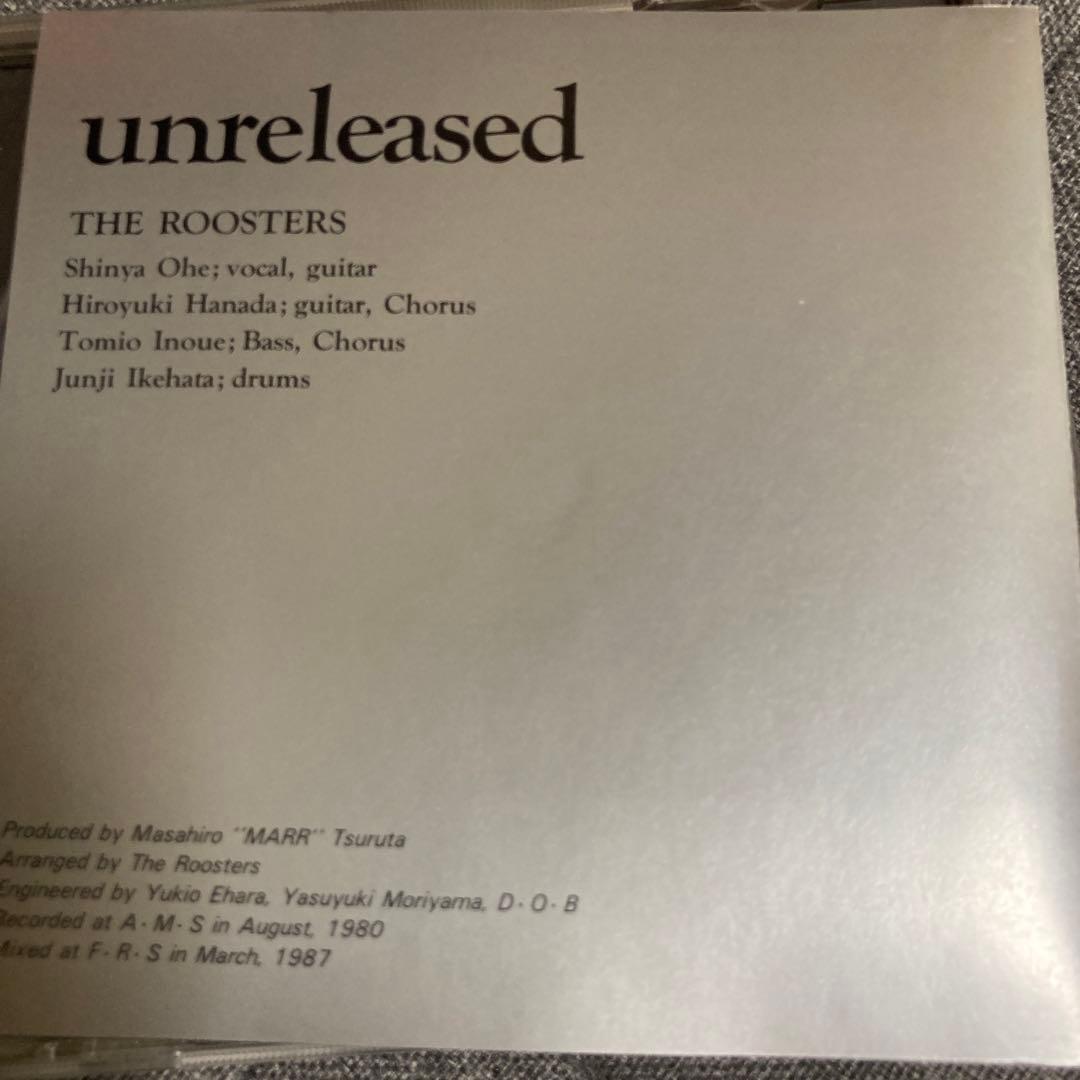 unreleased
THE ROOSTERS
Shinya Ohe; vocal, guitar
Hiroyuki Hanada; guitar, Chorus
Tomio Inoue; Bass, Chorus
Junji Ikehata; drums
Produced by Masahiro "MARR" Tsuruta
Arranged by The Roosters
Engineered by Yukio Ehara, Yasuyuki Moriyama, D·O·B
Recorded at A·M·S in August, 1980
Mixed at F·R·S in March, 1987